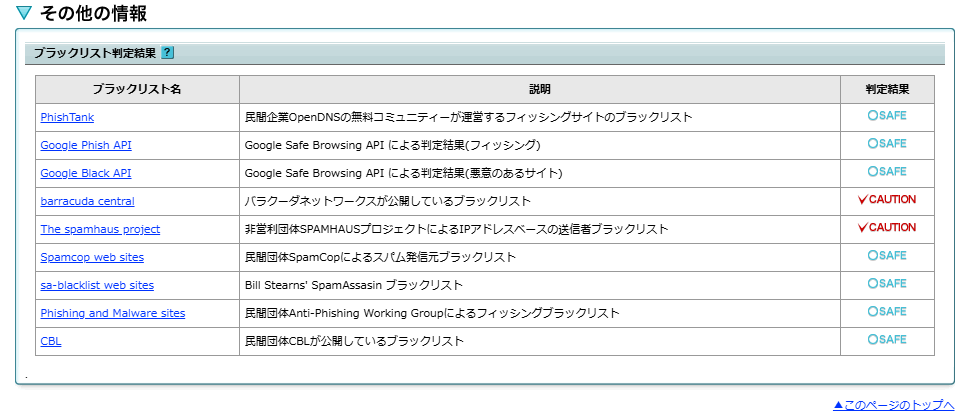 ▼ その他の情報
ブラックリスト判定結果 ?
ブラックリスト名 説明 判定結果
PhishTank 民間企業OpenDNSの無料コミュニティーが運営するフィッシングサイトのブラックリスト ○SAFE
Google Phish API Google Safe Browsing API による判定結果(フィッシング) ○SAFE
Google Black API Google Safe Browsing API による判定結果(悪意のあるサイト) ○SAFE
barracuda central バラクーダネットワークスが公開しているブラックリスト ✓CAUTION
The spamhaus project 非営利団体SPAMHAUSプロジェクトによるIPアドレスベースの送信者ブラックリスト ✓CAUTION
Spamcop web sites 民間団体SpamCopによるスパム発信元ブラックリスト ○SAFE
sa-blacklist web sites Bill Stearns' SpamAssasin ブラックリスト ○SAFE
Phishing and Malware sites 民間団体Anti-Phishing Working Groupによるフィッシングブラックリスト ○SAFE
CBL 民間団体CBLが公開しているブラックリスト ○SAFE
.
▲このページのトップへ